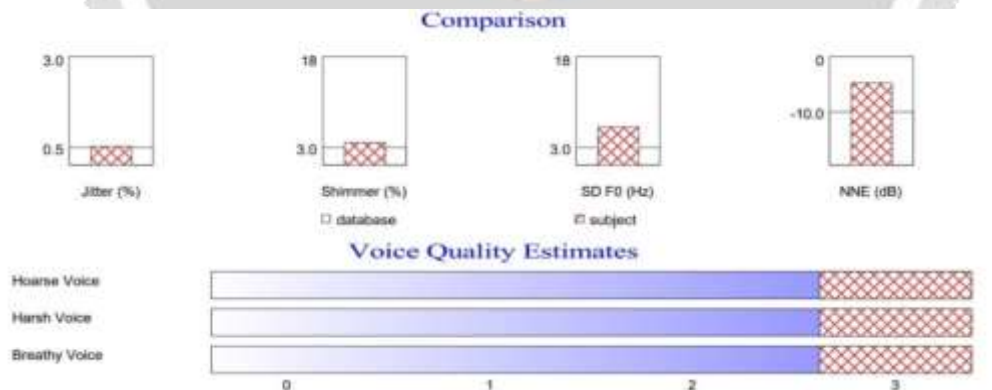 Comparison
3.0 18 18 0
-10.0
0.5 3.0 3.0
Jitter (%) Shimmer (%) SD F0 (Hz) NNE (dB)
database subject
Voice Quality Estimates
Hoarse Voice
Harsh Voice
Breathy Voice
0 1 2 3